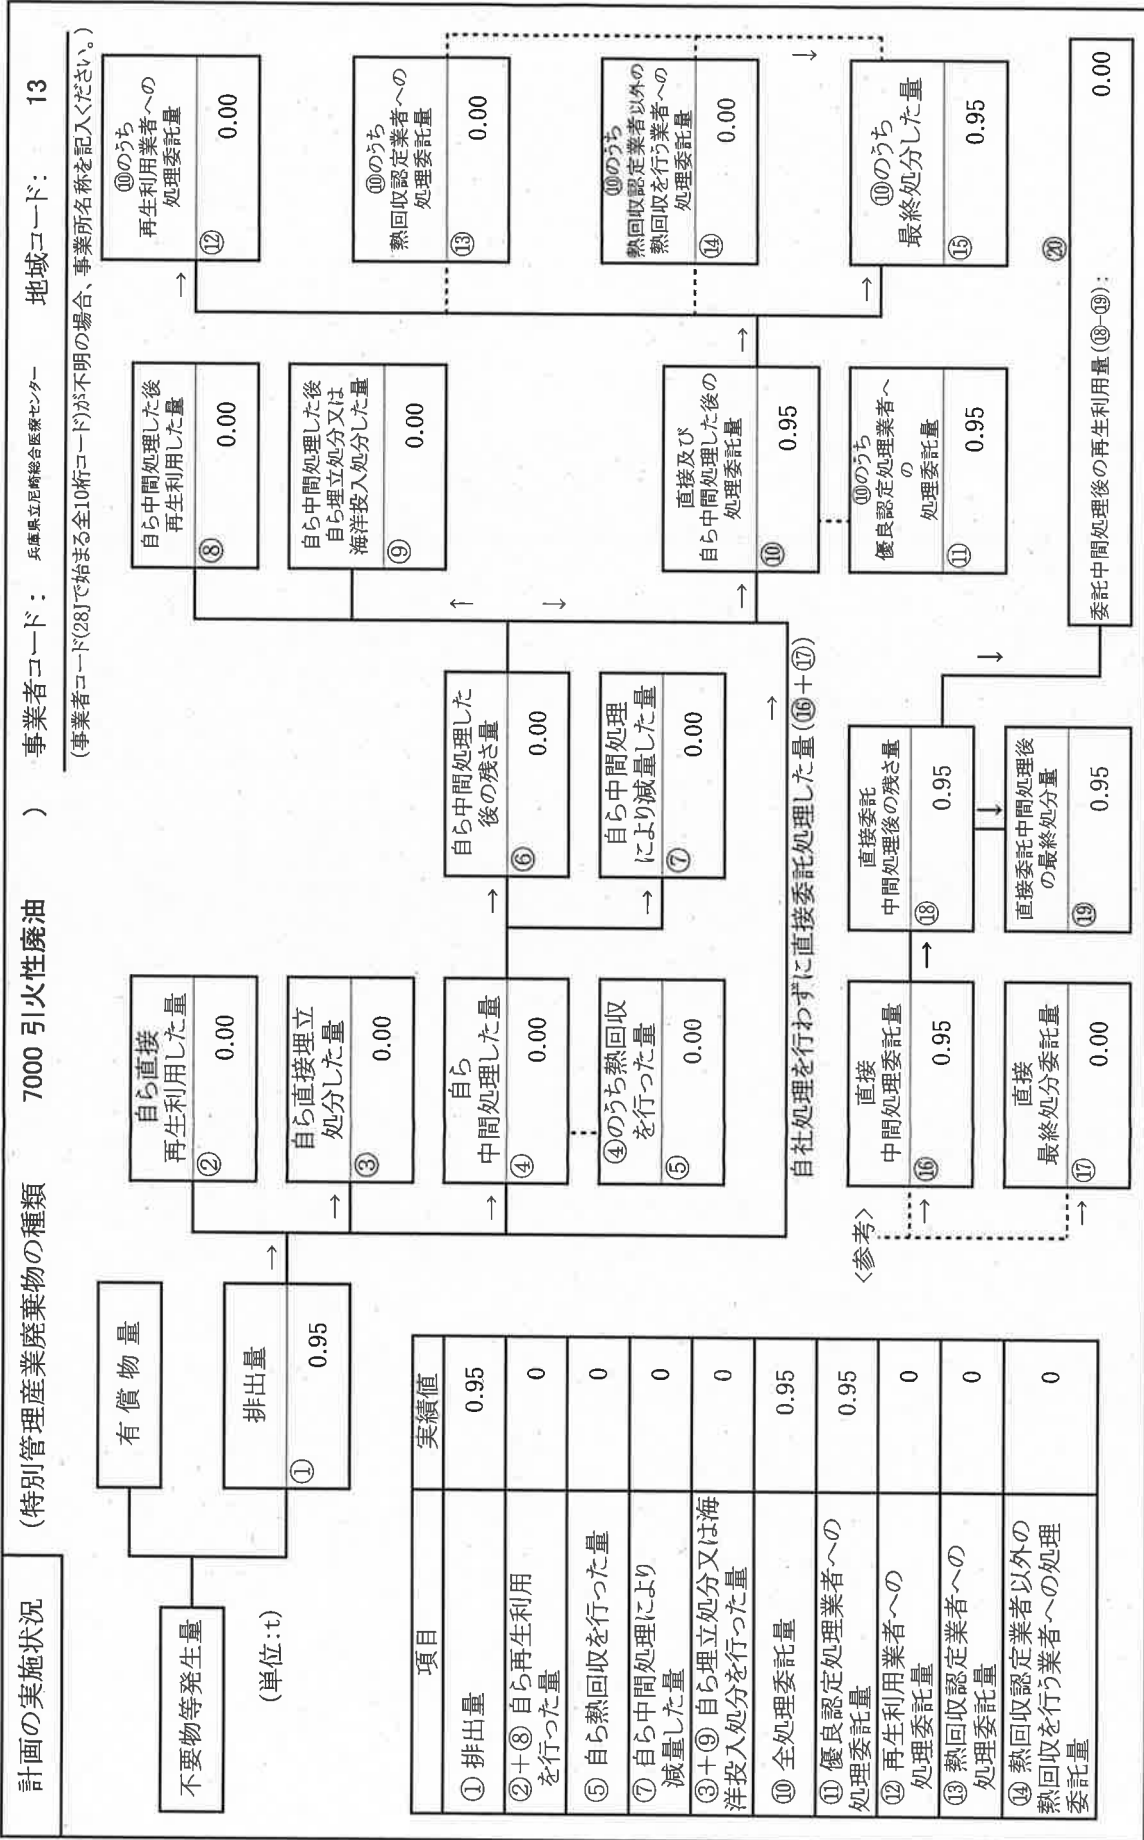 計画の実施状況
(特別管理産業廃棄物の種類 7000 引火性廃油 )
事業者コード: 兵庫県立尼崎総合医療センター 地域コード: 13
(事業者コード(28J)で始まる全10桁コード)が不明の場合、事業所名称を記入ください。)
不要物等発生量
(単位:t)
有 償 物 量
排出量
① 0.95
自ら直接
再生利用した量
② 0.00
自ら直接埋立
処分した量
③ 0.00
自ら
中間処理した量
④ 0.00
④のうち熱回収
を行った量
⑤ 0.00
自ら中間処理した
後の残さ量
⑥ 0.00
自ら中間処理
により減量した量
⑦ 0.00
自ら中間処理した後
再生利用した量
⑧ 0.00
自ら中間処理した後
自ら埋立処分又は
海洋投入処分した量
⑨ 0.00
直接及び
自ら中間処理した後の
処理委託量
⑩ 0.95
⑩のうち
優良認定処理業者へ
の
処理委託量
⑪ 0.95
⑩のうち
再生利用業者への
処理委託量
⑫ 0.00
⑩のうち
熱回収認定業者への
処理委託量
⑬ 0.00
⑩のうち
熱回収認定業者以外の
熱回収を行う業者への
処理委託量
⑭ 0.00
⑩のうち
最終処分した量
⑮ 0.95
自社処理を行わずに直接委託処理した量(⑯+⑰)
<参考>
直接
中間処理委託量
⑯ 0.95
直接
最終処分委託量
⑰ 0.00
直接委託
中間処理後の残さ量
⑱ 0.95
直接委託中間処理後
の最終処分量
⑲ 0.95
⑳
委託中間処理後の再生利用量(⑱-⑲): 0.00
項目 実績値
① 排出量 0.95
②+⑧ 自ら再生利用
を行った量 0
⑤ 自ら熱回収を行った量 0
⑦ 自ら中間処理により
減量した量 0
③+⑨ 自ら埋立処分又は海
洋投入処分を行った量 0
⑩ 全処理委託量 0.95
⑪ 優良認定処理業者への
処理委託量 0.95
⑫ 再生利用業者への
処理委託量 0
⑬ 熱回収認定業者への
処理委託量 0
⑭ 熱回収認定業者以外の
熱回収を行う業者への処理
委託量 0